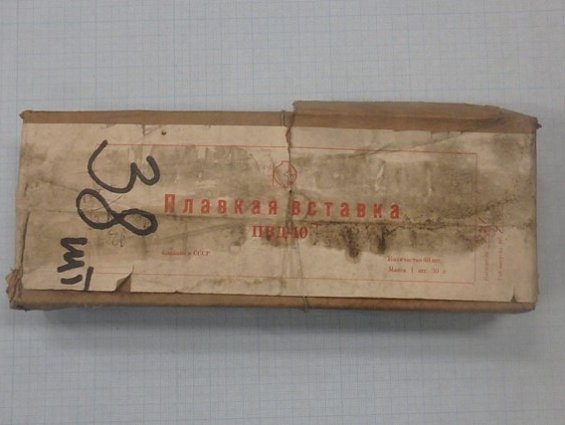 Плавкая вставка
ПВД-10
Сделано в СССР
Количество 60 шт.
Масса 1 шт. 30 г
38
шт